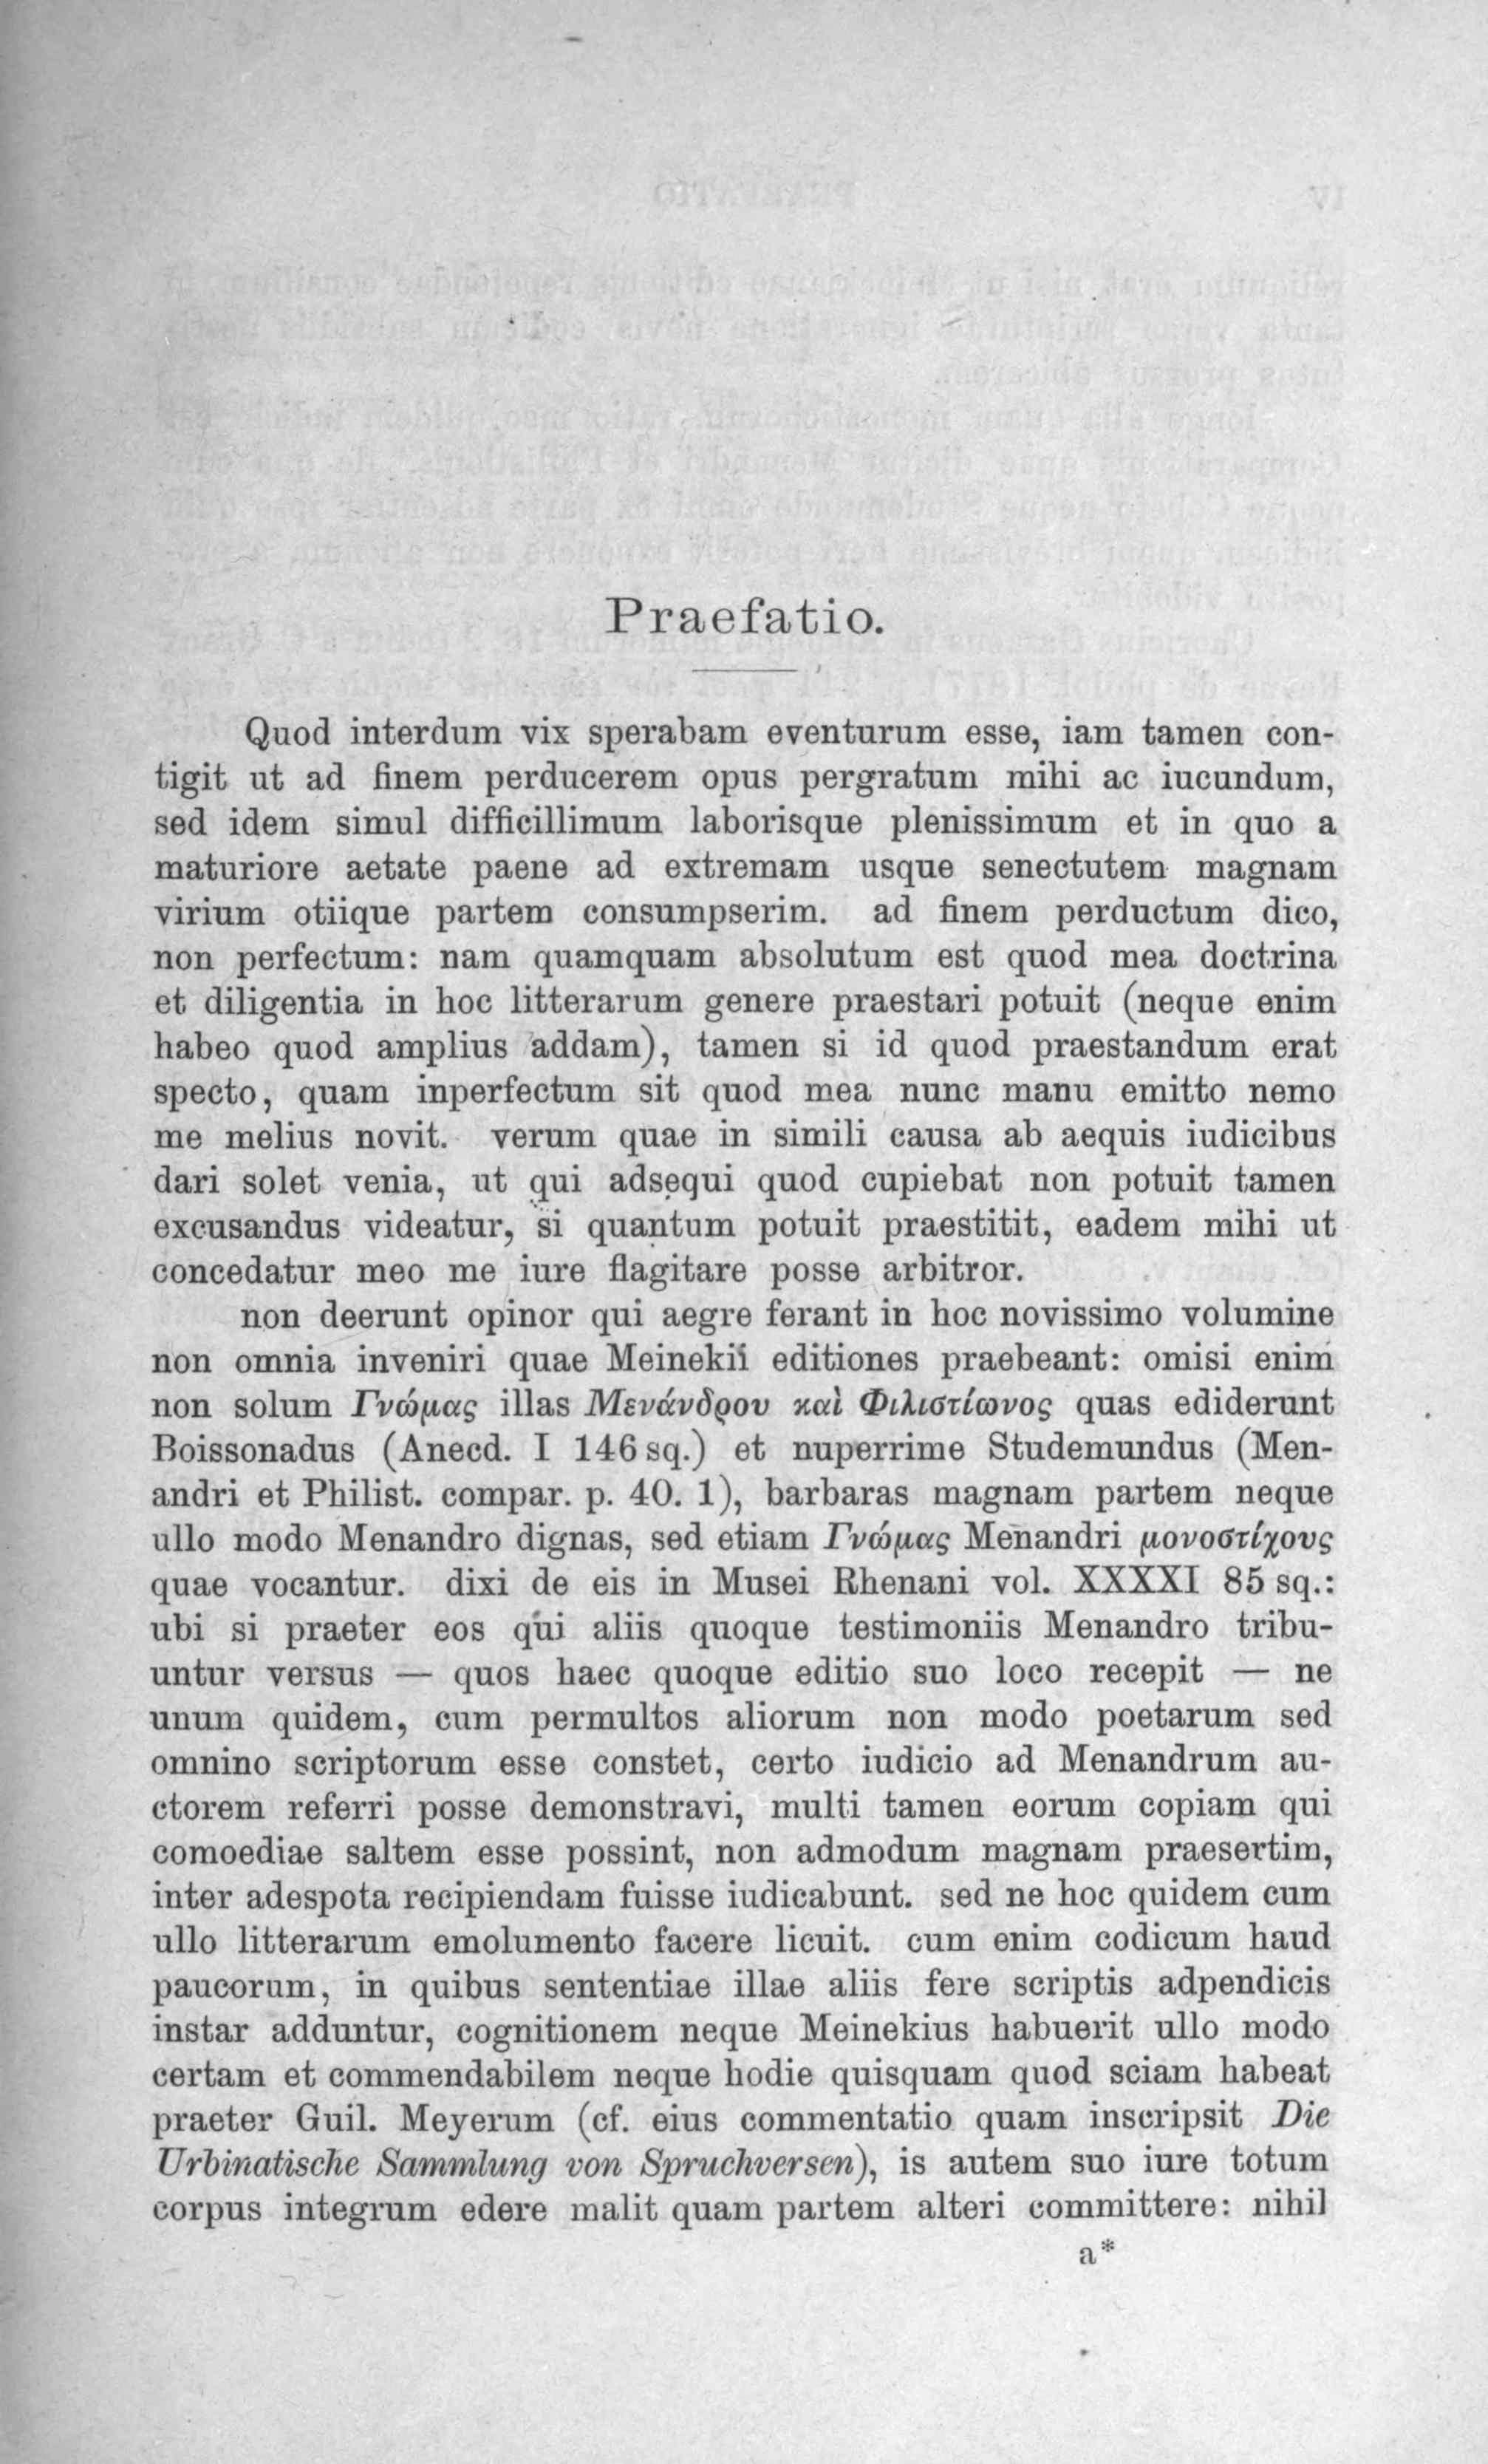 Praefatio.
Quod interdum vix sperabam eventurum esse, iam tamen con-
tigit ut ad finem perducerem opus pergratum mihi ac iucundum,
sed idem simul difficillimum laborisque plenissimum et in quo a
maturiore aetate paene ad extremam usque senectutem magnam
virium otiique partem consumpserim. ad finem perductum dico,
non perfectum: nam quamquam absolutum est quod mea doctrina
et diligentia in hoc litterarum genere praestari potuit (neque enim
habeo quod amplius addam), tamen si id quod praestandum erat
specto, quam inperfectum sit quod mea nunc manu emitto nemo
me melius novit. verum quae in simili causa ab aequis iudicibus
dari solet venia, ut qui adsequi quod cupiebat non potuit tamen
excusandus videatur, si quantum potuit praestitit, eadem mihi ut
concedatur meo me iure flagitare posse arbitror.
non deerunt opinor qui aegre ferant in hoc novissimo volumine
non omnia inveniri quae Meinekii editiones praebeant: omisi enim
non solum Γνώμας illas Μενάνδρου καὶ Φιλιστίωνος quas ediderunt
Boissonadus (Anecd. I 146 sq.) et nuperrime Studemundus (Men-
andri et Philist. compar. p. 40. 1), barbaras magnam partem neque
ullo modo Menandro dignas, sed etiam Γνώμας Menandri μονοστίχους
quae vocantur. dixi de eis in Musei Rhenani vol. XXXXI 85 sq.:
ubi si praeter eos qui aliis quoque testimoniis Menandro tribu-
untur versus — quos haec quoque editio suo loco recepit — ne
unum quidem, cum permultos aliorum non modo poetarum sed
omnino scriptorum esse constet, certo iudicio ad Menandrum au-
ctorem referri posse demonstravi, multi tamen eorum copiam qui
comoediae saltem esse possint, non admodum magnam praesertim,
inter adespota recipiendam fuisse iudicabunt. sed ne hoc quidem cum
ullo litterarum emolumento facere licuit. cum enim codicum haud
paucorum, in quibus sententiae illae aliis fere scriptis adpendicis
instar adduntur, cognitionem neque Meinekius habuerit ullo modo
certam et commendabilem neque hodie quisquam quod sciam habeat
praeter Guil. Meyerum (cf. eius commentatio quam inscripsit Die
Urbinatische Sammlung von Spruchversen), is autem suo iure totum
corpus integrum edere malit quam partem alteri committere: nihil
a*